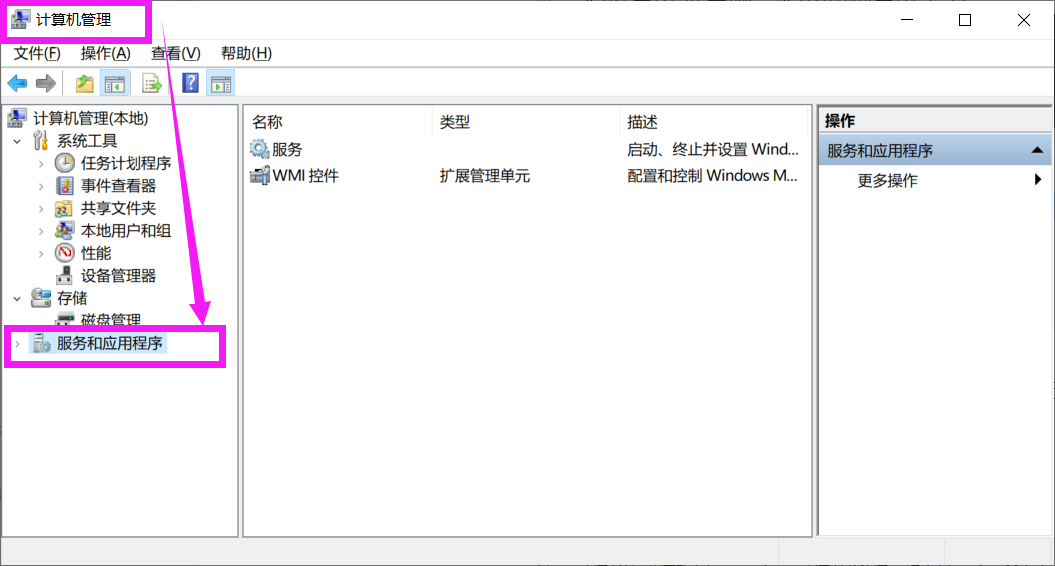 计算机管理
文件(F) 操作(A) 查看(V) 帮助(H)
计算机管理(本地)
系统工具
任务计划程序
事件查看器
共享文件夹
本地用户和组
性能
设备管理器
存储
磁盘管理
服务和应用程序
名称 类型 描述
服务 启动、终止并设置 Wind...
WMI 控件 扩展管理单元 配置和控制 Windows M...
操作
服务和应用程序
更多操作